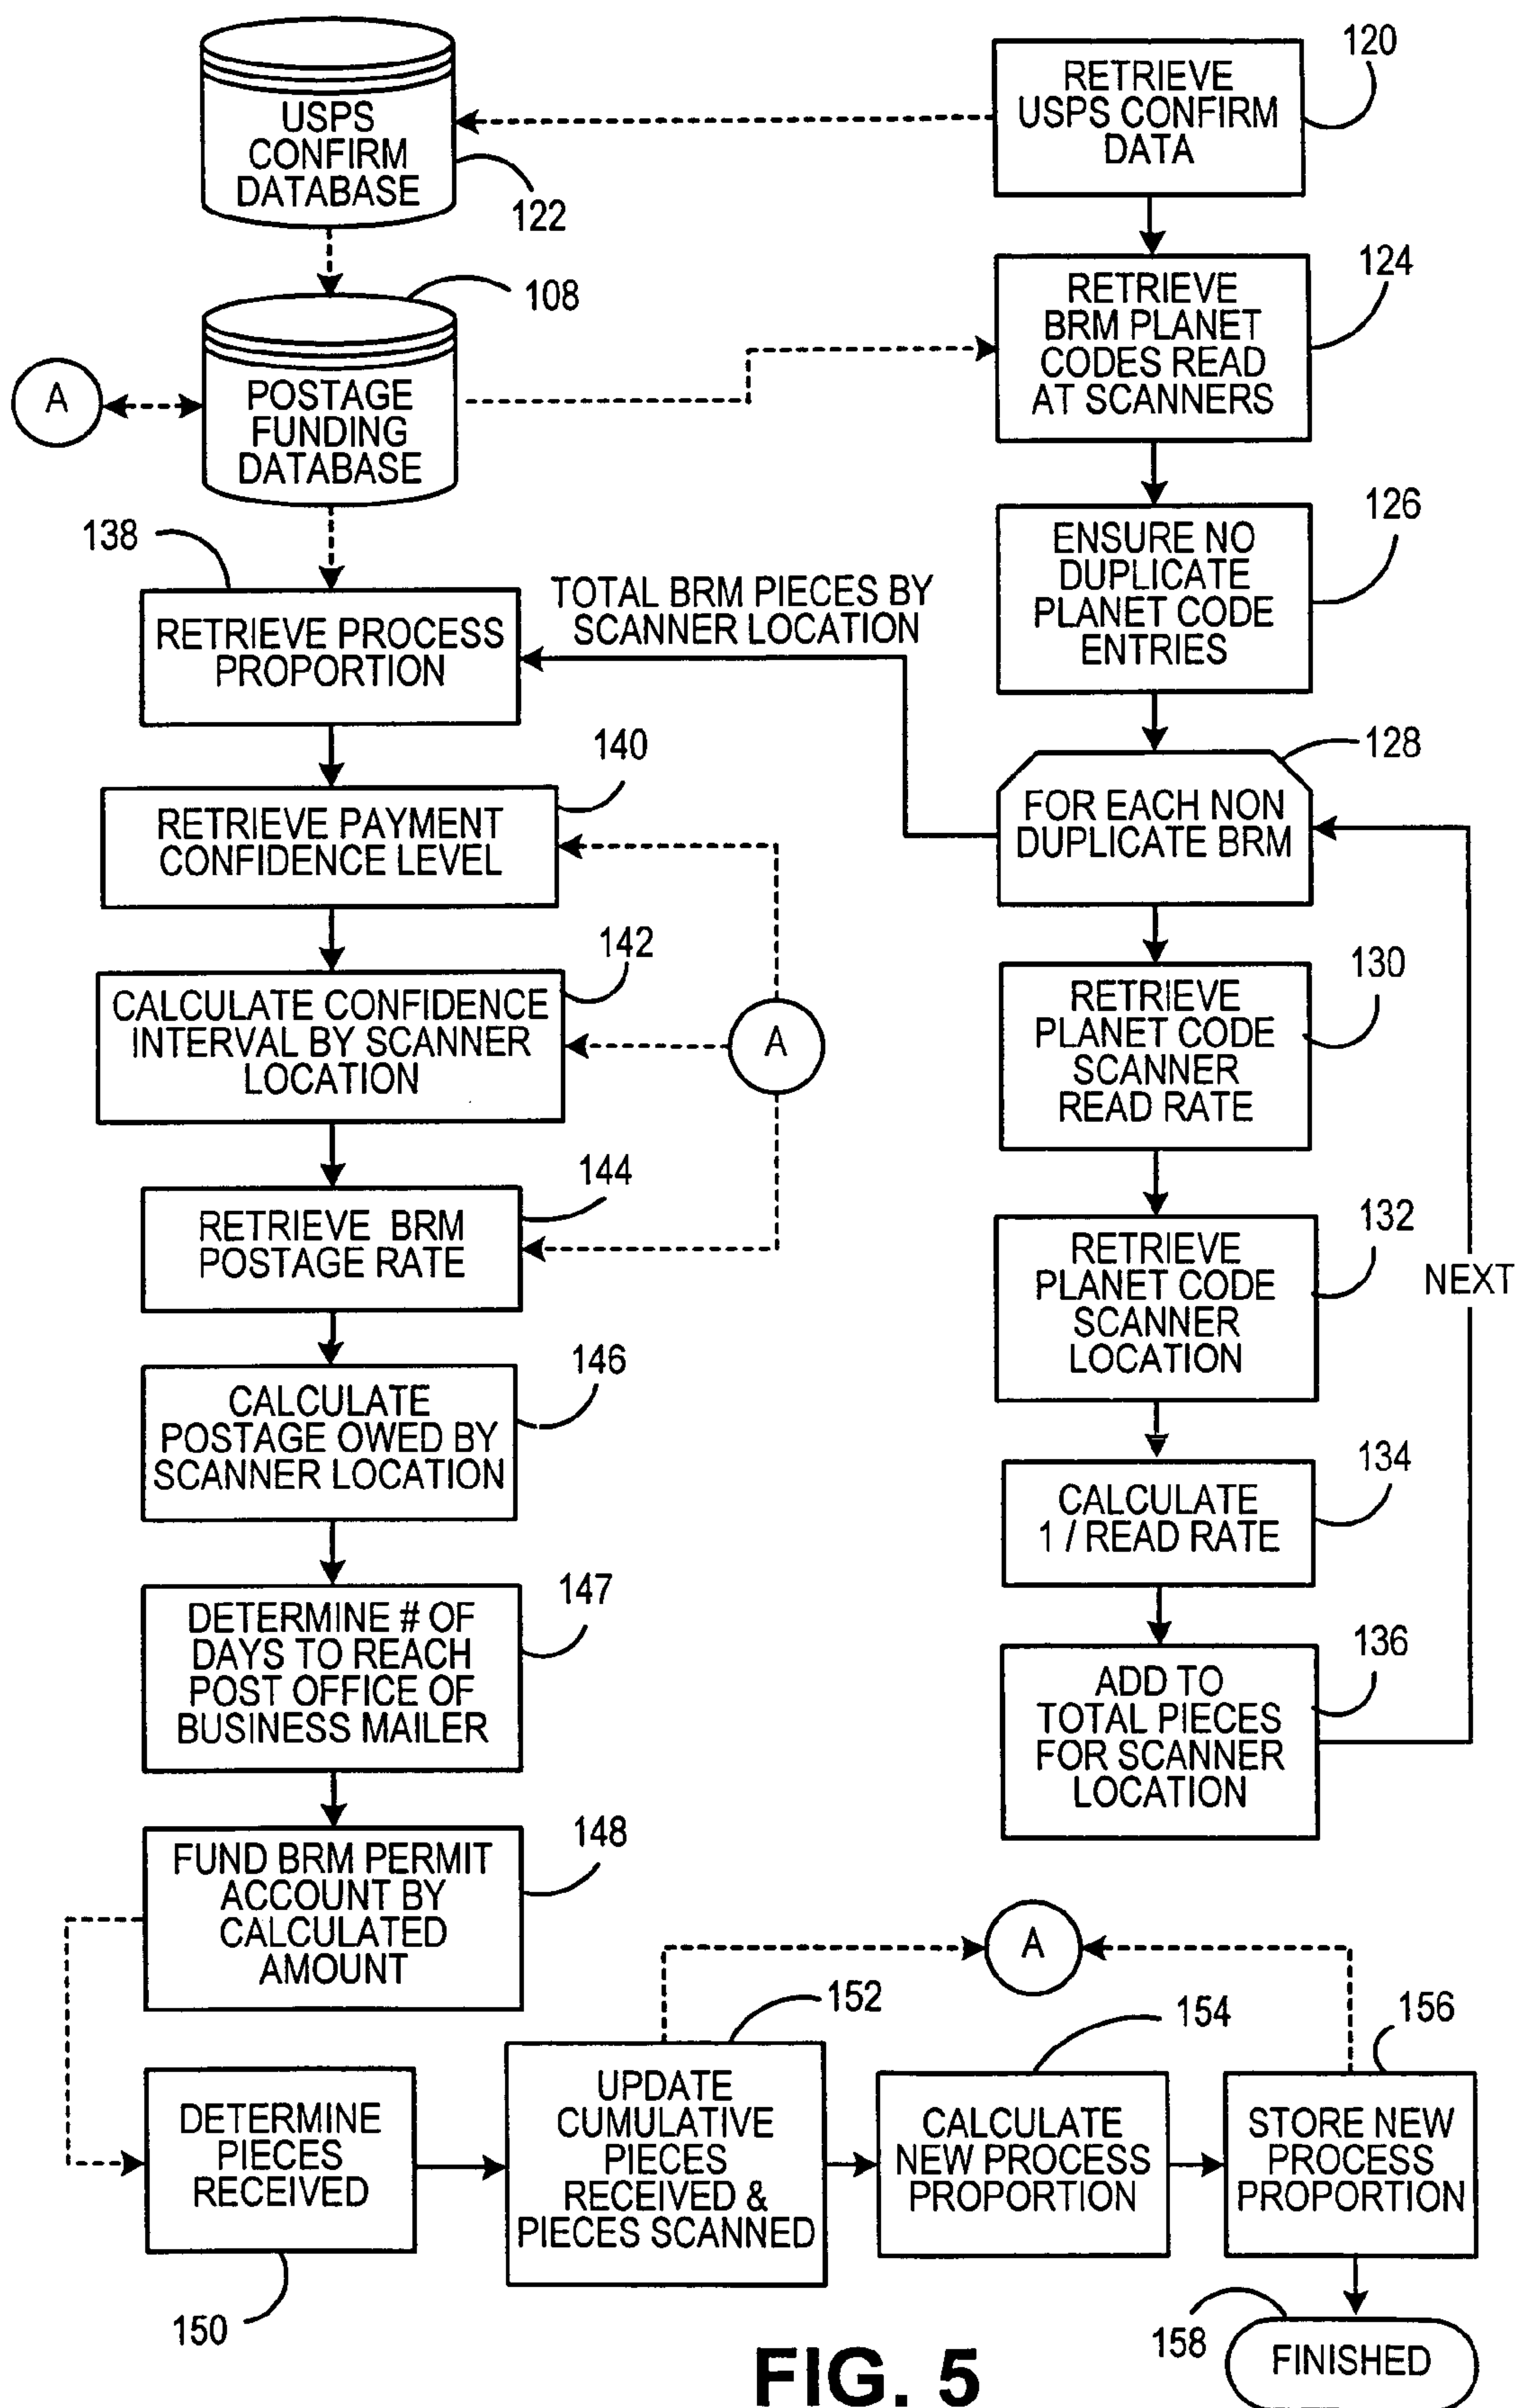 USPS
CONFIRM
DATABASE
122
RETRIEVE
USPS CONFIRM
DATA
120
108
POSTAGE
FUNDING
DATABASE
A
RETRIEVE
BRM PLANET
CODES READ
AT SCANNERS
124
ENSURE NO
DUPLICATE
PLANET CODE
ENTRIES
126
138
RETRIEVE PROCESS
PROPORTION
TOTAL BRM PIECES BY
SCANNER LOCATION
128
FOR EACH NON
DUPLICATE BRM
140
RETRIEVE PAYMENT
CONFIDENCE LEVEL
142
CALCULATE CONFIDENCE
INTERVAL BY SCANNER
LOCATION
A
130
RETRIEVE
PLANET CODE
SCANNER
READ RATE
144
RETRIEVE BRM
POSTAGE RATE
132
RETRIEVE
PLANET CODE
SCANNER
LOCATION
NEXT
146
CALCULATE
POSTAGE OWED BY
SCANNER LOCATION
134
CALCULATE
1 / READ RATE
147
DETERMINE # OF
DAYS TO REACH
POST OFFICE OF
BUSINESS MAILER
136
ADD TO
TOTAL PIECES
FOR SCANNER
LOCATION
148
FUND BRM PERMIT
ACCOUNT BY
CALCULATED
AMOUNT
A
152
154
156
DETERMINE
PIECES
RECEIVED
150
UPDATE
CUMULATIVE
PIECES
RECEIVED &
PIECES SCANNED
CALCULATE
NEW PROCESS
PROPORTION
STORE NEW
PROCESS
PROPORTION
158
FINISHED
FIG. 5